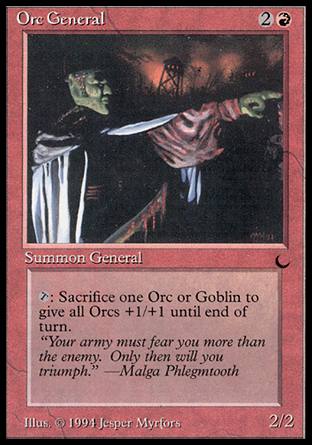 Orc General 2
Summon General
T: Sacrifice one Orc or Goblin to
give all Orcs +1/+1 until end of
turn.
"Your army must fear you more than
the enemy. Only then will you
triumph." —Malga Phlegmtooth
Illus. © 1994 Jesper Myrfors 2/2